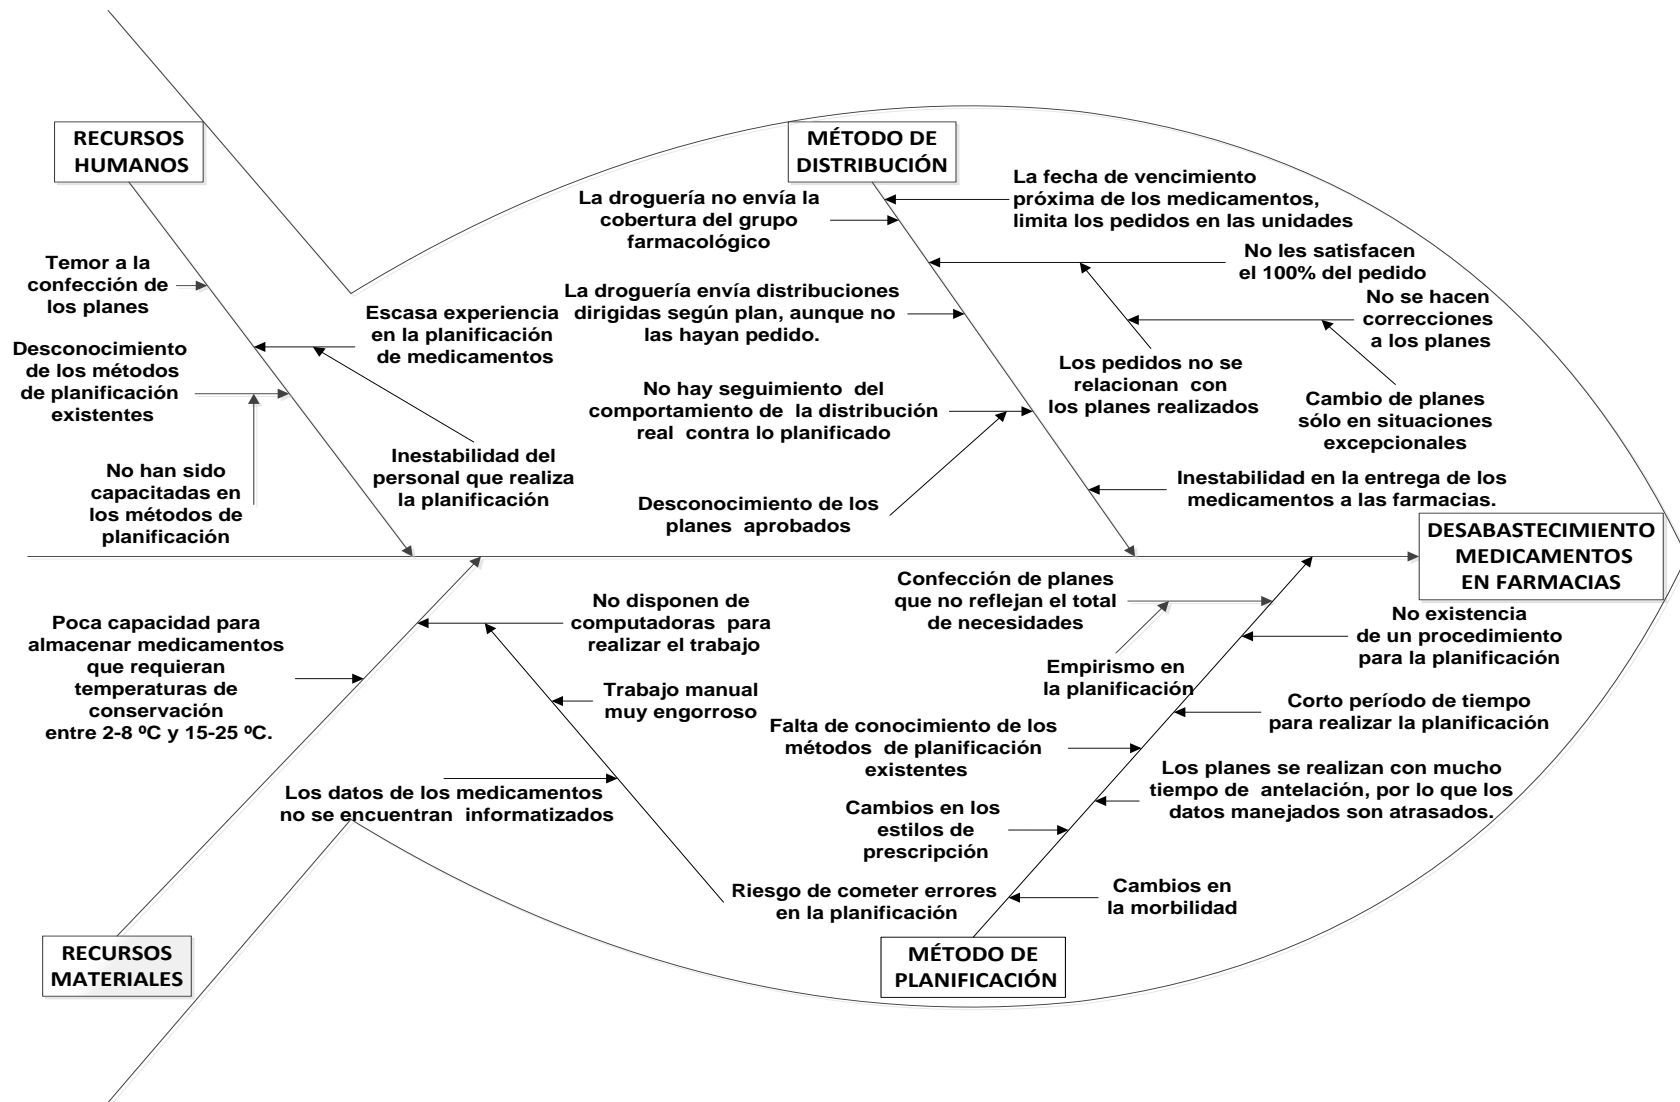 RECURSOS
HUMANOS
MÉTODO DE
DISTRIBUCIÓN
La droguería no envía la
cobertura del grupo
farmacológico
La fecha de vencimiento
próxima de los medicamentos,
limita los pedidos en las unidades
Temor a la
confección de
los planes
No les satisfacen
el 100% del pedido
La droguería envía distribuciones
dirigidas según plan, aunque no
las hayan pedido.
Escasa experiencia
en la planificación
de medicamentos
No se hacen
correcciones
a los planes
Desconocimiento
de los métodos
de planificación
existentes
Los pedidos no se
relacionan con
los planes realizados
No hay seguimiento del
comportamiento de la distribución
real contra lo planificado
Cambio de planes
sólo en situaciones
excepcionales
Inestabilidad del
personal que realiza
la planificación
No han sido
capacitadas en
los métodos de
planificación
Inestabilidad en la entrega de los
medicamentos a las farmacias.
Desconocimiento de los
planes aprobados
DESABASTECIMIENTO
MEDICAMENTOS
EN FARMACIAS
Confección de planes
que no reflejan el total
de necesidades
No disponen de
computadoras para
realizar el trabajo
Poca capacidad para
almacenar medicamentos
que requieran
temperaturas de
conservación
entre 2-8 ºC y 15-25 ºC.
No existencia
de un procedimiento
para la planificación
Empirismo en
la planificación
Trabajo manual
muy engorroso
Corto período de tiempo
para realizar la planificación
Falta de conocimiento de los
métodos de planificación
existentes
Los planes se realizan con mucho
tiempo de antelación, por lo que los
datos manejados son atrasados.
Los datos de los medicamentos
no se encuentran informatizados
Cambios en los
estilos de
prescripción
Riesgo de cometer errores
en la planificación
Cambios en
la morbilidad
RECURSOS
MATERIALES
MÉTODO DE
PLANIFICACIÓN